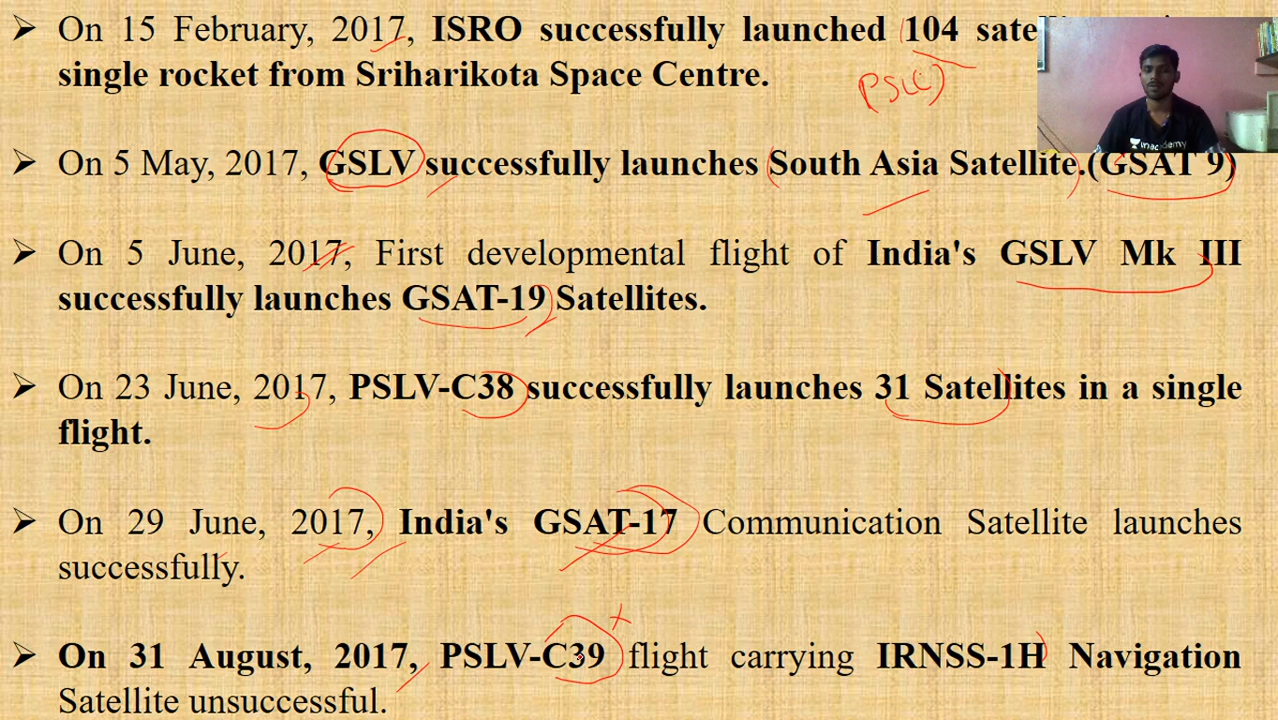 ➢ On 15 February, 2017, ISRO successfully launched 104
single rocket from Sriharikota Space Centre.
PSLV
➢ On 5 May, 2017, GSLV successfully launches South Asia Satellite.(GSAT 9)
unacademy
➢ On 5 June, 2017, First developmental flight of India's GSLV Mk III
successfully launches GSAT-19 Satellites.
➢ On 23 June, 2017, PSLV-C38 successfully launches 31 Satellites in a single
flight.
➢ On 29 June, 2017, India's GSAT-17 Communication Satellite launches
successfully.
➢ On 31 August, 2017, PSLV-C39 flight carrying IRNSS-1H Navigation
Satellite unsuccessful.